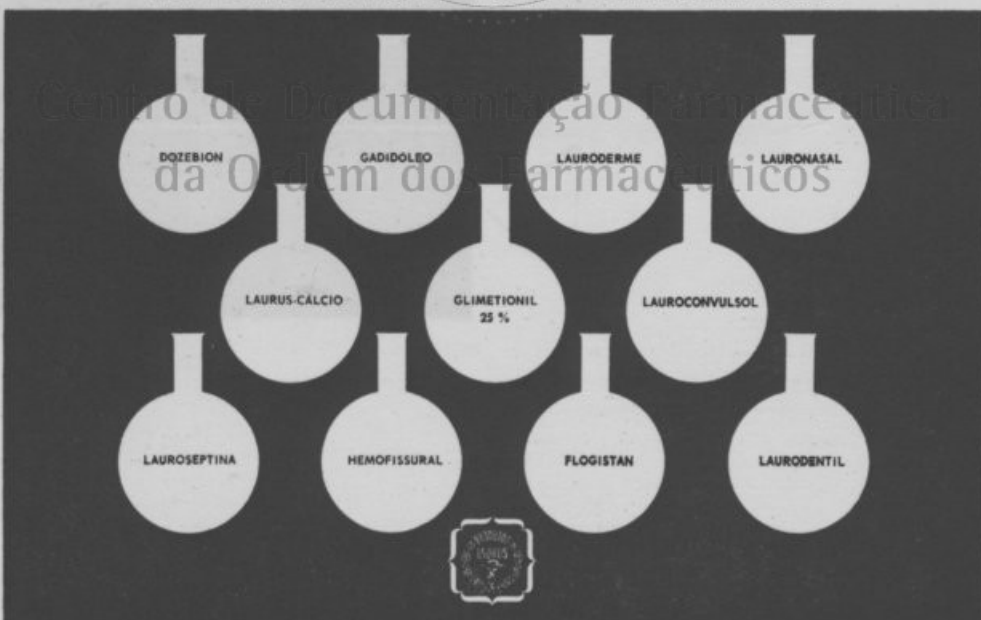 Centro de Documentação Farmacêutica
da Ordem dos Farmacêuticos
DOZEBION
GADIDÓLEO
LAURODERME
LAURONASAL
LAURUS-CÁLCIO
GLIMETIONIL
25 %
LAUROCONVULSOL
LAUROSEPTINA
HEMOFISSURAL
FLOGISTAN
LAURODENTIL